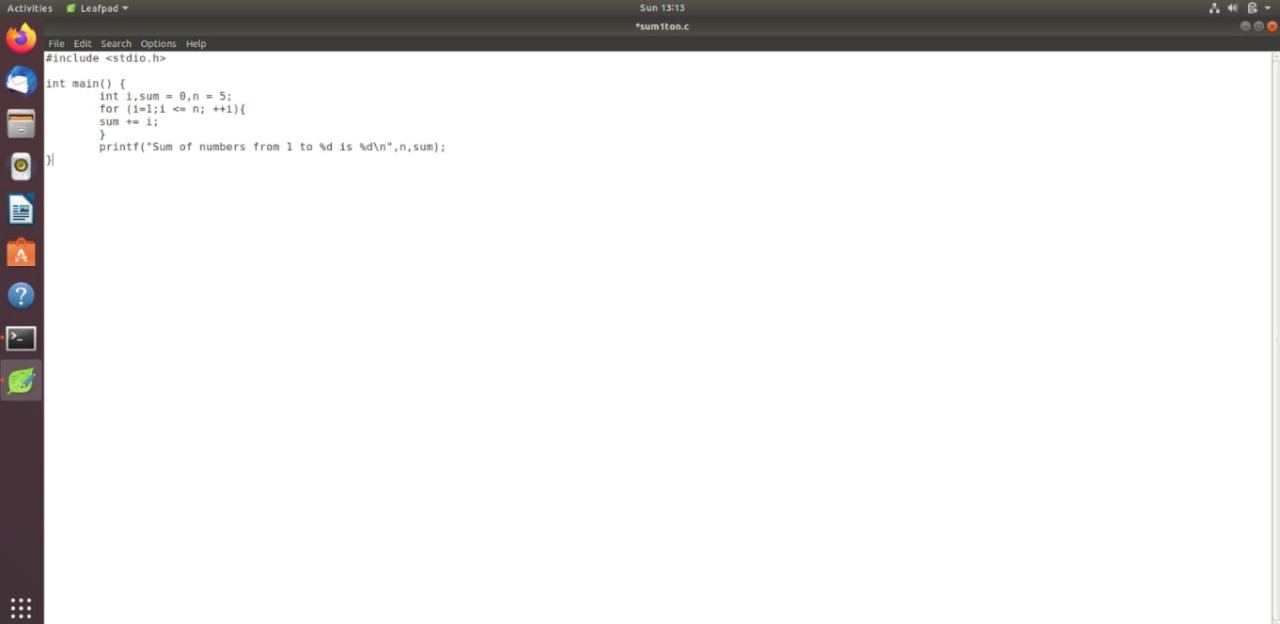 Activities Leafpad Sun 13:13
*sum1ton.c
File Edit Search Options Help
#include <stdio.h>
int main() {
int i,sum = 0,n = 5;
for (i=1;i <= n; ++i){
sum += i;
}
printf("Sum of numbers from 1 to %d is %d\n",n,sum);
}